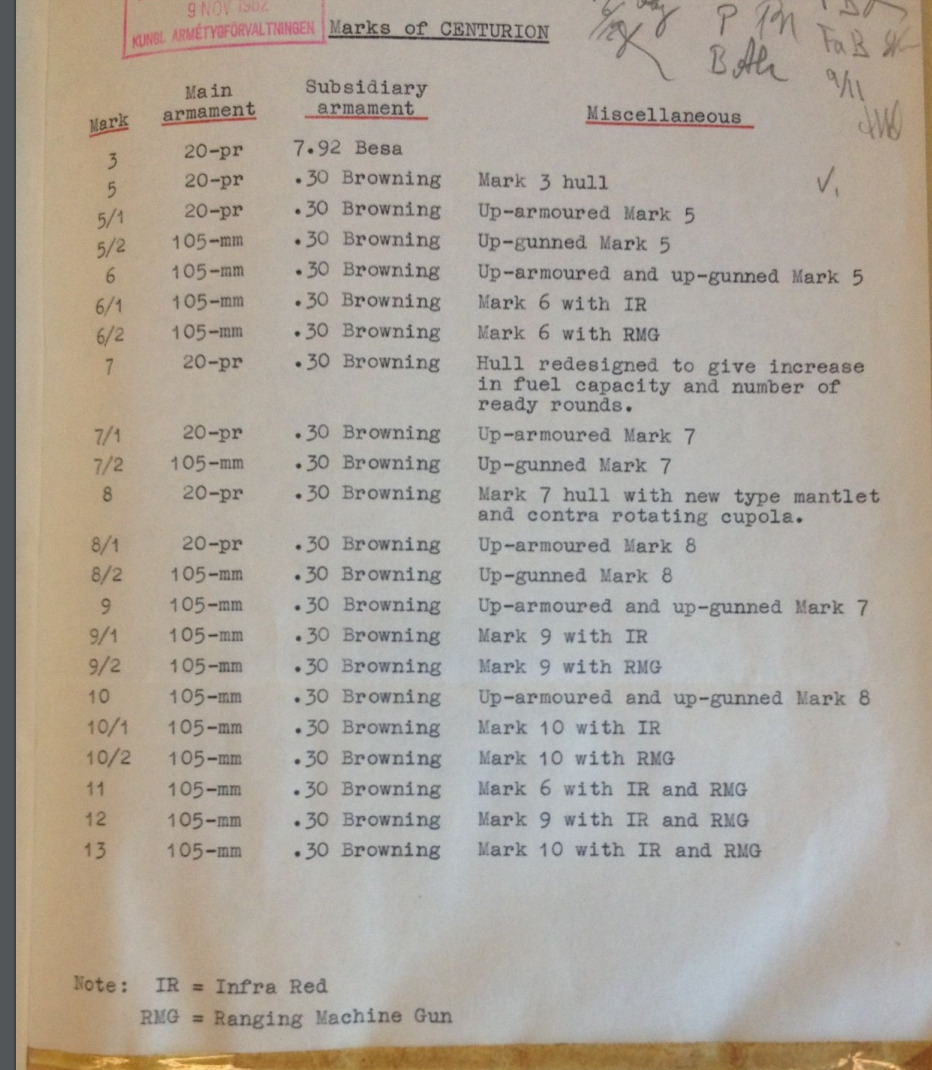 9 NOV 1962
KUNGL. ARMÉTYGFÖRVALTNINGEN
Marks of CENTURION
P
B
Fa B
9/11
Mark Main armament Subsidiary armament Miscellaneous
3 20-pr 7.92 Besa
5 20-pr .30 Browning Mark 3 hull
5/1 20-pr .30 Browning Up-armoured Mark 5
5/2 105-mm .30 Browning Up-gunned Mark 5
6 105-mm .30 Browning Up-armoured and up-gunned Mark 5
6/1 105-mm .30 Browning Mark 6 with IR
6/2 105-mm .30 Browning Mark 6 with RMG
7 20-pr .30 Browning Hull redesigned to give increase
in fuel capacity and number of
ready rounds.
7/1 20-pr .30 Browning Up-armoured Mark 7
7/2 105-mm .30 Browning Up-gunned Mark 7
8 20-pr .30 Browning Mark 7 hull with new type mantlet
and contra rotating cupola.
8/1 20-pr .30 Browning Up-armoured Mark 8
8/2 105-mm .30 Browning Up-gunned Mark 8
9 105-mm .30 Browning Up-armoured and up-gunned Mark 7
9/1 105-mm .30 Browning Mark 9 with IR
9/2 105-mm .30 Browning Mark 9 with RMG
10 105-mm .30 Browning Up-armoured and up-gunned Mark 8
10/1 105-mm .30 Browning Mark 10 with IR
10/2 105-mm .30 Browning Mark 10 with RMG
11 105-mm .30 Browning Mark 6 with IR and RMG
12 105-mm .30 Browning Mark 9 with IR and RMG
13 105-mm .30 Browning Mark 10 with IR and RMG
Note: IR = Infra Red
RMG = Ranging Machine Gun